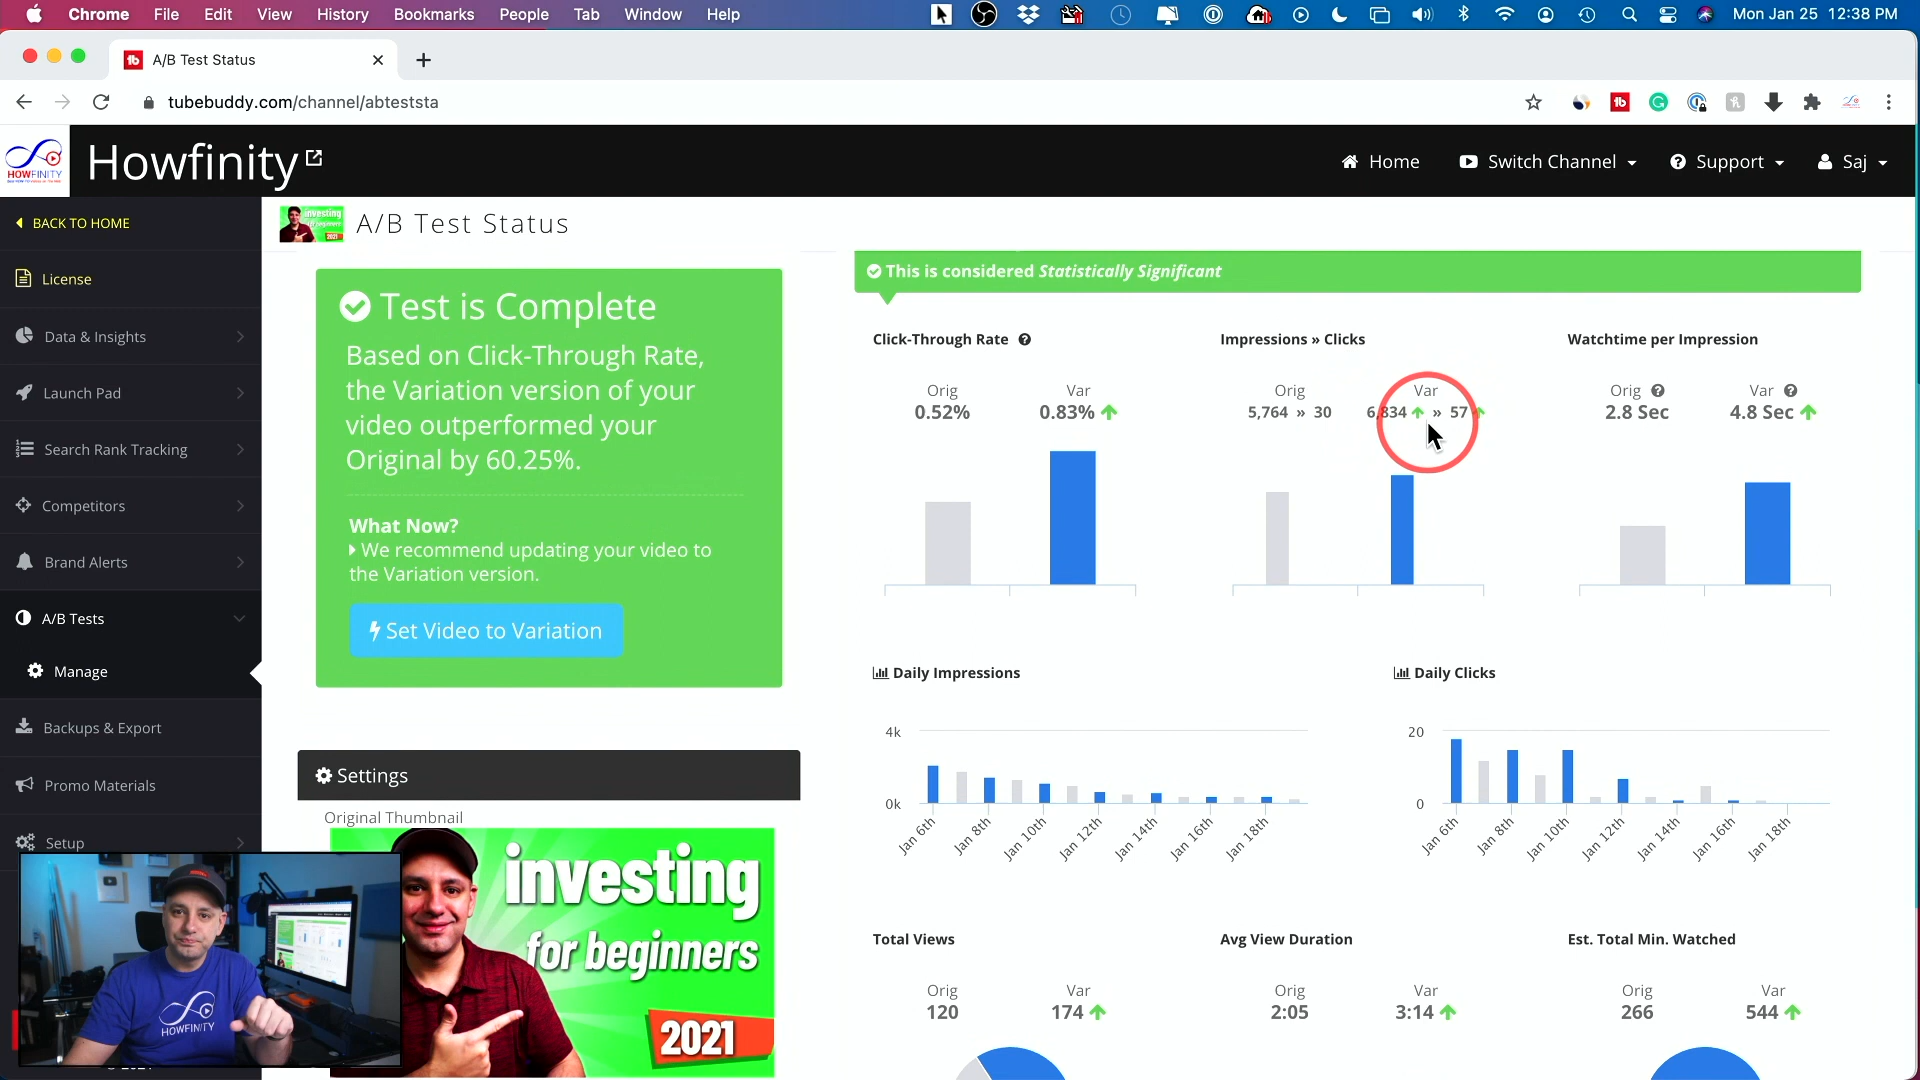 Chrome File Edit View History Bookmarks People Tab Window Help
Mon Jan 25 12:38 PM
A/B Test Status
tubebuddy.com/channel/abteststa
HOWFINITY
Howfinity
Home Switch Channel Support Saj
BACK TO HOME
License
Data & Insights
Launch Pad
Search Rank Tracking
Competitors
Brand Alerts
A/B Tests
Manage
Backups & Export
Promo Materials
Setup
investing
for beginners
2021
A/B Test Status
Test is Complete
Based on Click-Through Rate,
the Variation version of your
video outperformed your
Original by 60.25%.
What Now?
We recommend updating your video to
the Variation version.
Set Video to Variation
Settings
Original Thumbnail
investing
for beginners
2021
HOWFINITY
This is considered Statistically Significant
Click-Through Rate
Orig Var
0.52% 0.83%
Impressions » Clicks
Orig Var
5,764 » 30 6,834 » 57
Watchtime per Impression
Orig Var
2.8 Sec 4.8 Sec
Daily Impressions
4k
0k
Jan 6th Jan 8th Jan 10th Jan 12th Jan 14th Jan 16th Jan 18th
Daily Clicks
20
0
Jan 6th Jan 8th Jan 10th Jan 12th Jan 14th Jan 16th Jan 18th
Total Views
Orig Var
120 174
Avg View Duration
Orig Var
2:05 3:14
Est. Total Min. Watched
Orig Var
266 544